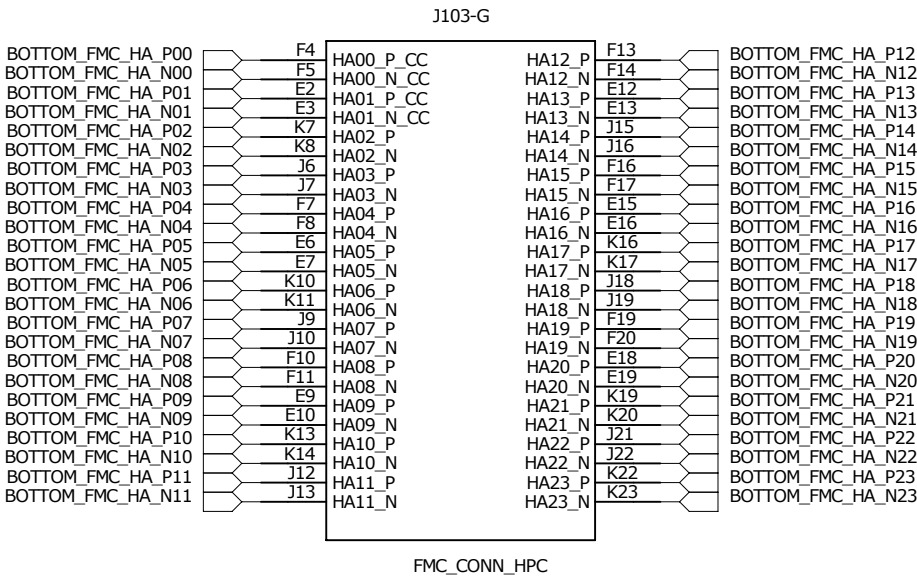 J103-G
BOTTOM_FMC_HA_P00 F4 HA00_P_CC HA12_P F13 BOTTOM_FMC_HA_P12
BOTTOM_FMC_HA_N00 F5 HA00_N_CC HA12_N F14 BOTTOM_FMC_HA_N12
BOTTOM_FMC_HA_P01 E2 HA01_P_CC HA13_P E12 BOTTOM_FMC_HA_P13
BOTTOM_FMC_HA_N01 E3 HA01_N_CC HA13_N E13 BOTTOM_FMC_HA_N13
BOTTOM_FMC_HA_P02 K7 HA02_P HA14_P J15 BOTTOM_FMC_HA_P14
BOTTOM_FMC_HA_N02 K8 HA02_N HA14_N J16 BOTTOM_FMC_HA_N14
BOTTOM_FMC_HA_P03 J6 HA03_P HA15_P F16 BOTTOM_FMC_HA_P15
BOTTOM_FMC_HA_N03 J7 HA03_N HA15_N F17 BOTTOM_FMC_HA_N15
BOTTOM_FMC_HA_P04 F7 HA04_P HA16_P E15 BOTTOM_FMC_HA_P16
BOTTOM_FMC_HA_N04 F8 HA04_N HA16_N E16 BOTTOM_FMC_HA_N16
BOTTOM_FMC_HA_P05 E6 HA05_P HA17_P K16 BOTTOM_FMC_HA_P17
BOTTOM_FMC_HA_N05 E7 HA05_N HA17_N K17 BOTTOM_FMC_HA_N17
BOTTOM_FMC_HA_P06 K10 HA06_P HA18_P J18 BOTTOM_FMC_HA_P18
BOTTOM_FMC_HA_N06 K11 HA06_N HA18_N J19 BOTTOM_FMC_HA_N18
BOTTOM_FMC_HA_P07 J9 HA07_P HA19_P F19 BOTTOM_FMC_HA_P19
BOTTOM_FMC_HA_N07 J10 HA07_N HA19_N F20 BOTTOM_FMC_HA_N19
BOTTOM_FMC_HA_P08 F10 HA08_P HA20_P E18 BOTTOM_FMC_HA_P20
BOTTOM_FMC_HA_N08 F11 HA08_N HA20_N E19 BOTTOM_FMC_HA_N20
BOTTOM_FMC_HA_P09 E9 HA09_P HA21_P K19 BOTTOM_FMC_HA_P21
BOTTOM_FMC_HA_N09 E10 HA09_N HA21_N K20 BOTTOM_FMC_HA_N21
BOTTOM_FMC_HA_P10 K13 HA10_P HA22_P J21 BOTTOM_FMC_HA_P22
BOTTOM_FMC_HA_N10 K14 HA10_N HA22_N J22 BOTTOM_FMC_HA_N22
BOTTOM_FMC_HA_P11 J12 HA11_P HA23_P K22 BOTTOM_FMC_HA_P23
BOTTOM_FMC_HA_N11 J13 HA11_N HA23_N K23 BOTTOM_FMC_HA_N23
FMC_CONN_HPC